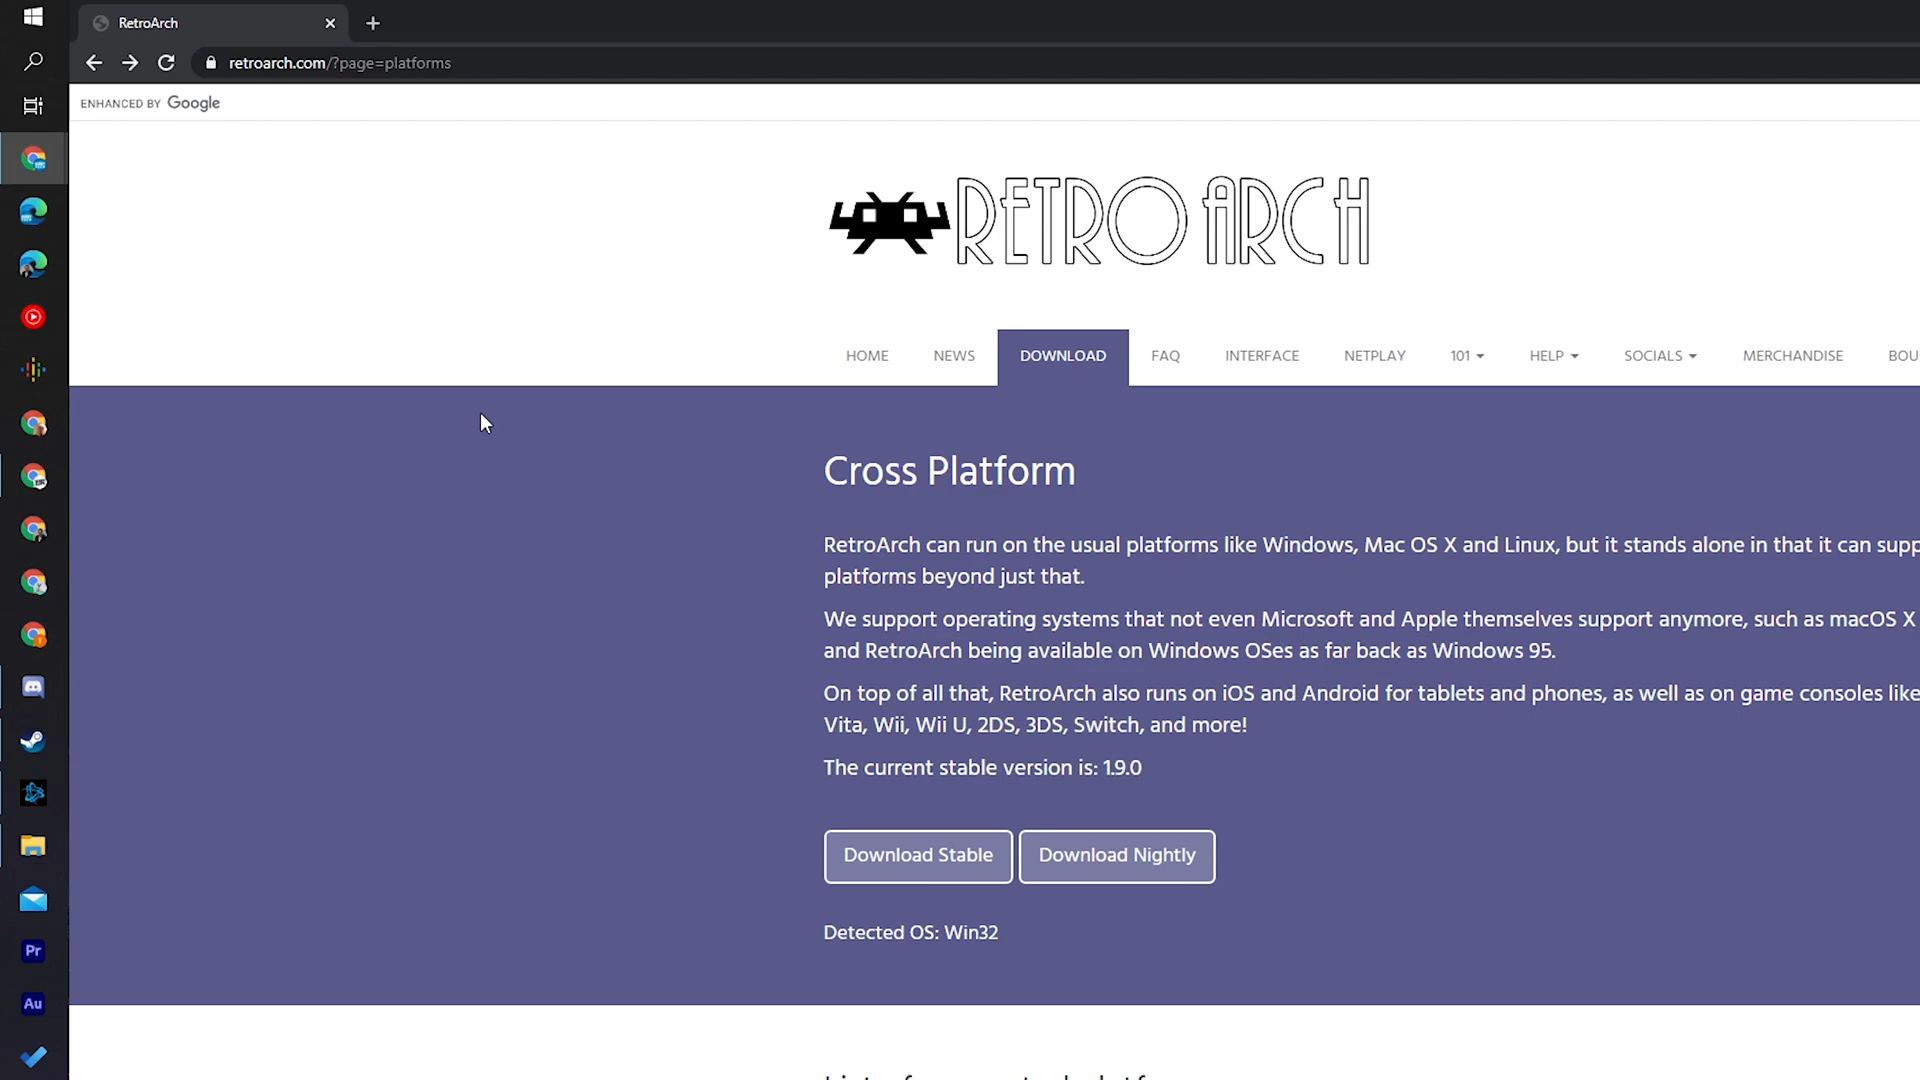 RetroArch
retroarch.com/?page=platforms
ENHANCED BY Google
RETROARCH
HOME NEWS DOWNLOAD FAQ INTERFACE NETPLAY 101 HELP SOCIALS MERCHANDISE BOU
Cross Platform
RetroArch can run on the usual platforms like Windows, Mac OS X and Linux, but it stands alone in that it can supp
platforms beyond just that.
We support operating systems that not even Microsoft and Apple themselves support anymore, such as macOS X
and RetroArch being available on Windows OSes as far back as Windows 95.
On top of all that, RetroArch also runs on iOS and Android for tablets and phones, as well as on game consoles like
Vita, Wii, Wii U, 2DS, 3DS, Switch, and more!
The current stable version is: 1.9.0
Download Stable Download Nightly
Detected OS: Win32
Pr
Au